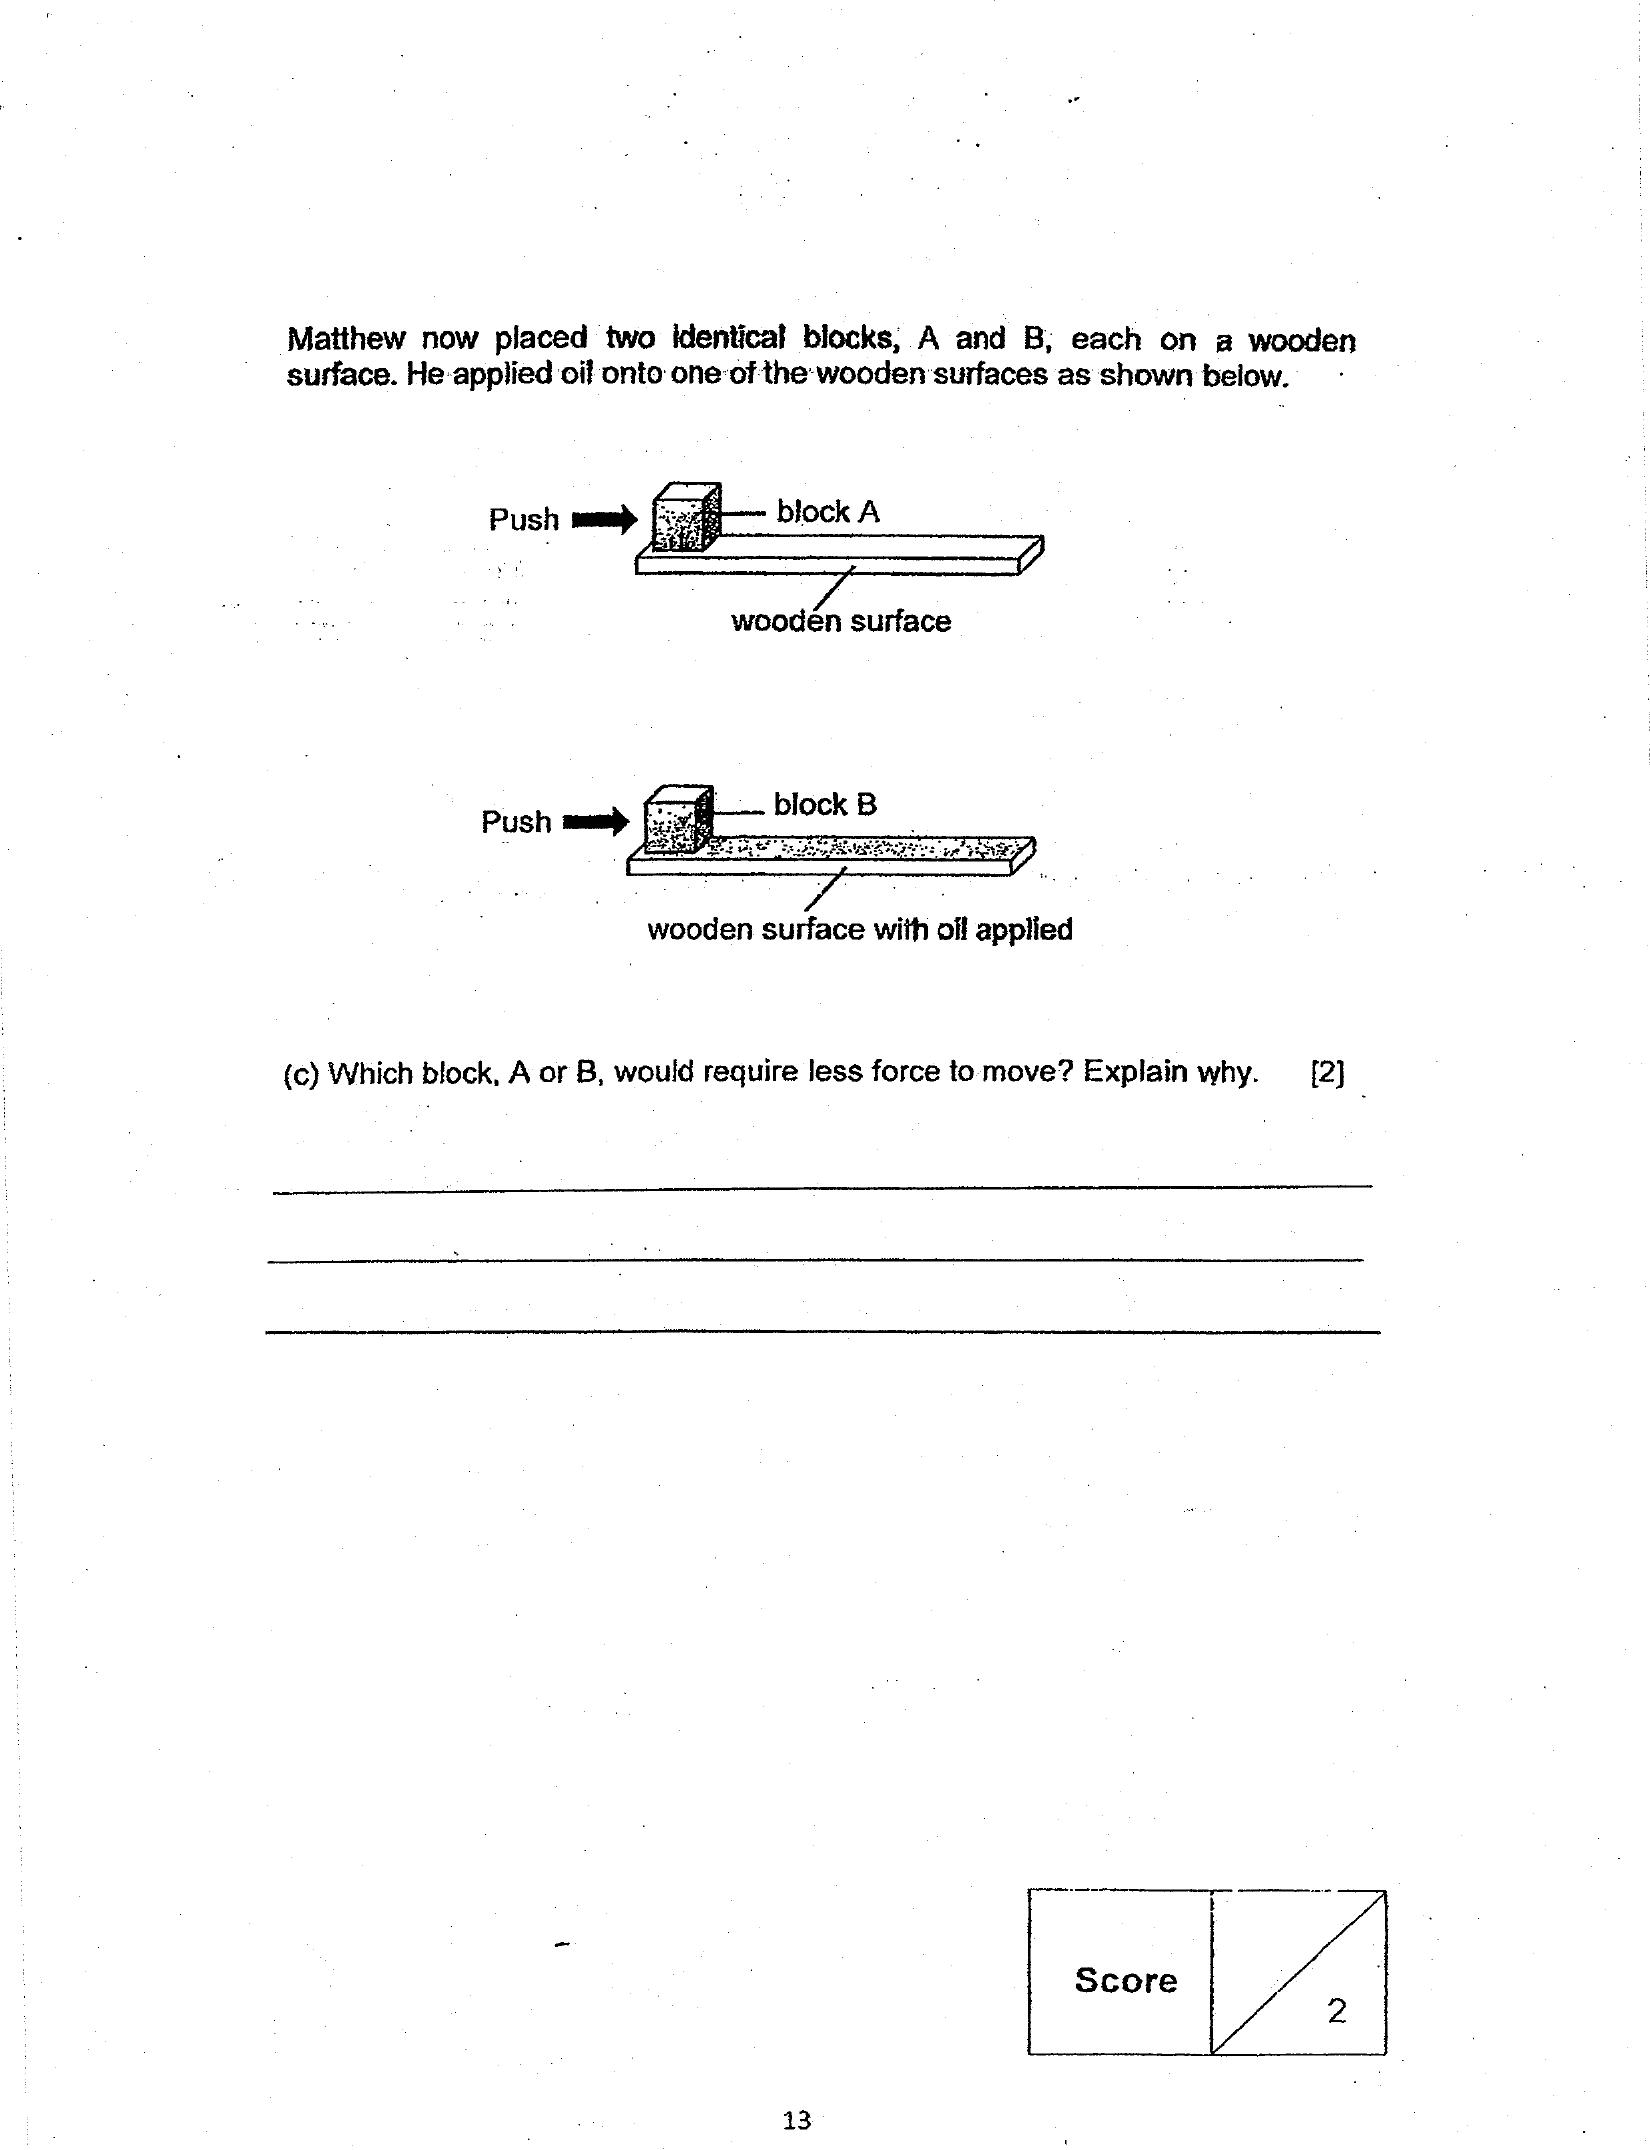 Matthew now placed two identical blocks, A and B, each on a wooden
surface. He applied oil onto one of the wooden surfaces as shown below.
Push
block A
wooden surface
Push
block B
wooden surface with oil applied
(c) Which block, A or B, would require less force to move? Explain why. [2]
Score
2
13